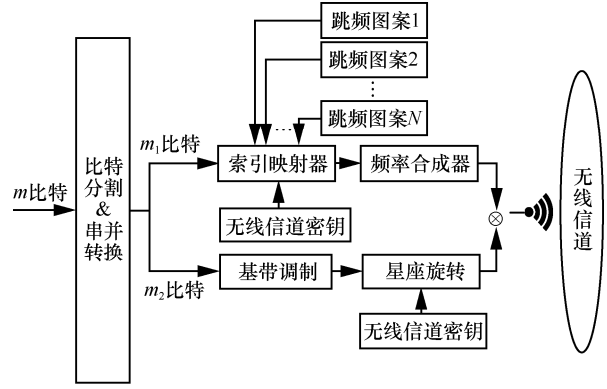 跳频图案1
跳频图案2
⋮
跳频图案N
…
m比特
比特
分割
&
串并
转换
m₁比特
索引映射器
频率合成器
无线信道密钥
m₂比特
基带调制
星座旋转
无线信道密钥
无线信道